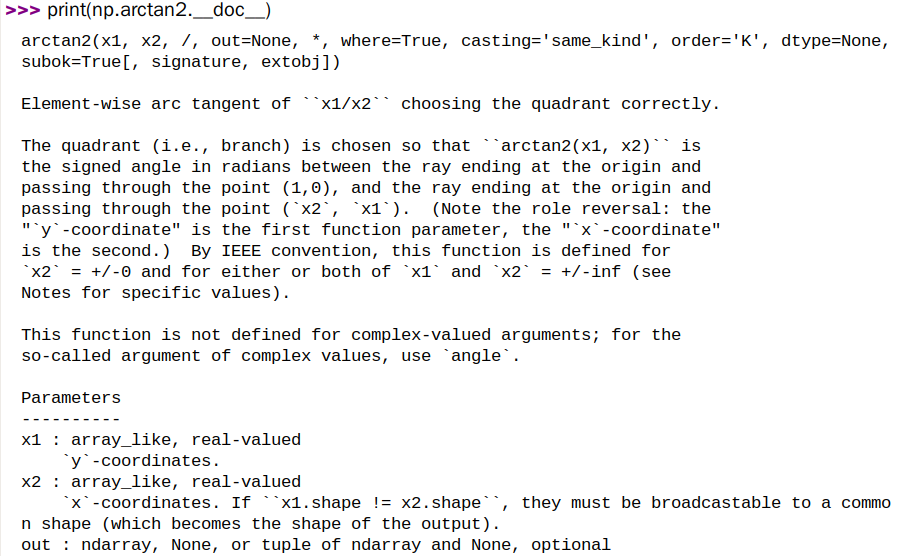 >>> print(np.arctan2.__doc__)
arctan2(x1, x2, /, out=None, *, where=True, casting='same_kind', order='K', dtype=None,
subok=True[, signature, extobj])
Element-wise arc tangent of ``x1/x2`` choosing the quadrant correctly.
The quadrant (i.e., branch) is chosen so that ``arctan2(x1, x2)`` is
the signed angle in radians between the ray ending at the origin and
passing through the point (1,0), and the ray ending at the origin and
passing through the point (`x2`, `x1`).  (Note the role reversal: the
"`y`-coordinate" is the first function parameter, the "`x`-coordinate"
is the second.)  By IEEE convention, this function is defined for
`x2` = +/-0 and for either or both of `x1` and `x2` = +/-inf (see
Notes for specific values).
This function is not defined for complex-valued arguments; for the
so-called argument of complex values, use `angle`.
Parameters
----------
x1 : array_like, real-valued
    `y`-coordinates.
x2 : array_like, real-valued
    `x`-coordinates. If ``x1.shape != x2.shape``, they must be broadcastable to a commo
n shape (which becomes the shape of the output).
out : ndarray, None, or tuple of ndarray and None, optional